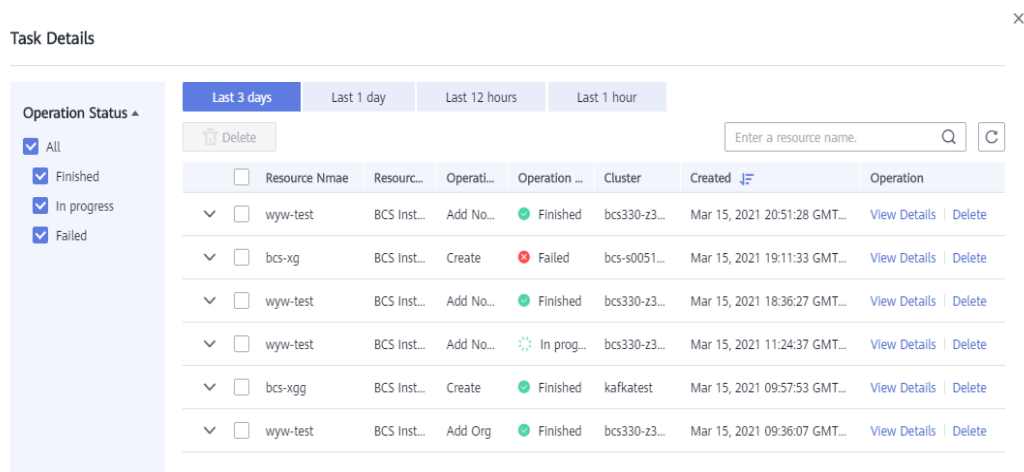 Task Details
Operation Status
All
Finished
In progress
Failed
Last 3 days Last 1 day Last 12 hours Last 1 hour
Delete Enter a resource name.
Resource Nmae Resourc... Operati... Operation ... Cluster Created Operation
wyw-test BCS Inst... Add No... Finished bcs330-z3... Mar 15, 2021 20:51:28 GMT... View Details Delete
bcs-xg BCS Inst... Create Failed bcs-s0051... Mar 15, 2021 19:11:33 GMT... View Details Delete
wyw-test BCS Inst... Add No... Finished bcs330-z3... Mar 15, 2021 18:36:27 GMT... View Details Delete
wyw-test BCS Inst... Add No... In prog... bcs330-z3... Mar 15, 2021 11:24:37 GMT... View Details Delete
bcs-xgg BCS Inst... Create Finished kafkatest Mar 15, 2021 09:57:53 GMT... View Details Delete
wyw-test BCS Inst... Add Org Finished bcs330-z3... Mar 15, 2021 09:36:07 GMT... View Details Delete